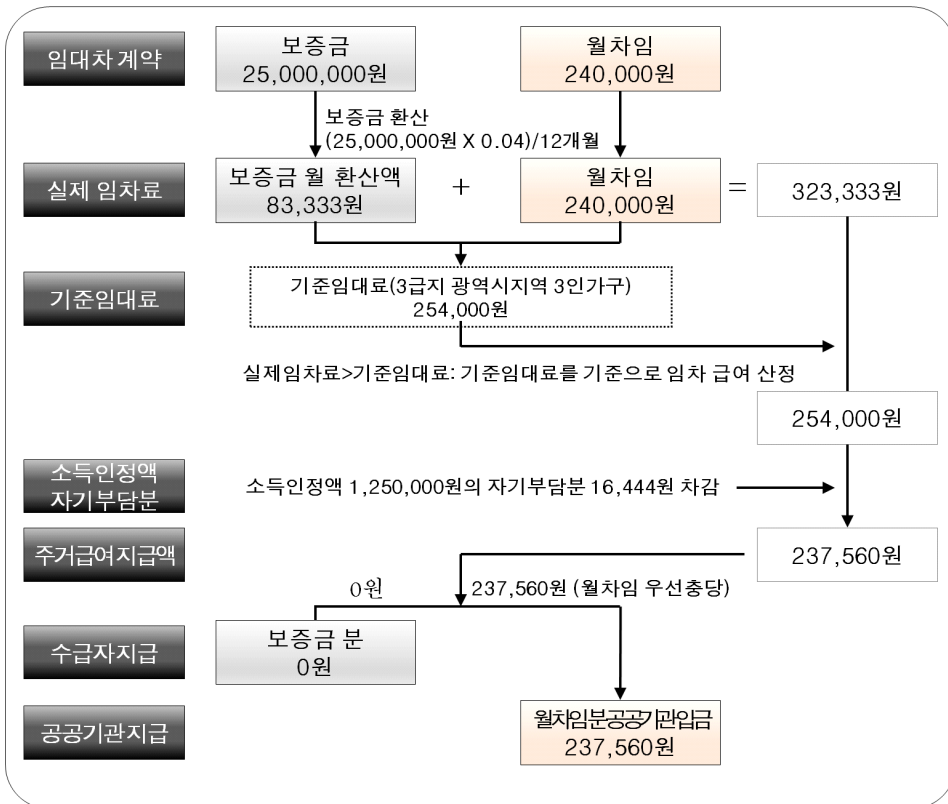 임대차 계약
보증금
25,000,000원
월차임
240,000원
보증금 환산
(25,000,000원 X 0.04)/12개월
실제 임차료
보증금 월 환산액
83,333원
+
월차임
240,000원
=
323,333원
기준임대료
기준임대료(3급지 광역시지역 3인가구)
254,000원
실제임차료>기준임대료: 기준임대료를 기준으로 임차 급여 산정
254,000원
소득인정액
자기부담분
소득인정액 1,250,000원의 자기부담분 16,444원 차감
주거급여지급액
237,560원
0원
237,560원 (월차임 우선충당)
수급자지급
보증금 분
0원
공공기관지급
월차임분공공기관입금
237,560원